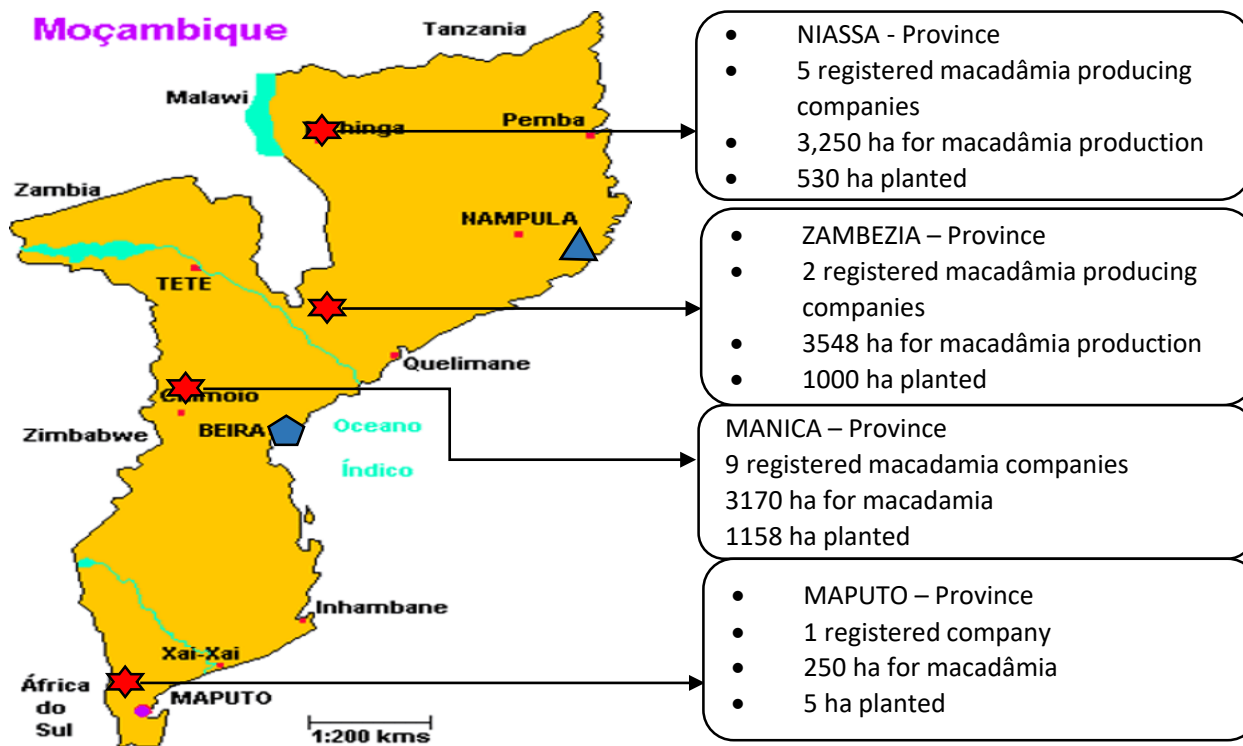 Moçambique
Tanzania
Malawi
Pemba
Zambia
NAMPULA
TETE
Quelimane
Chimoio
Zimbabwe
BEIRA
Oceano
Índico
Inhambane
Xai-Xai
África
do
Sul
MAPUTO
1:200 kms
• NIASSA - Province
• 5 registered macadâmia producing
companies
• 3,250 ha for macadâmia production
• 530 ha planted
• ZAMBEZIA – Province
• 2 registered macadâmia producing
companies
• 3548 ha for macadâmia production
• 1000 ha planted
MANICA – Province
9 registered macadamia companies
3170 ha for macadamia
1158 ha planted
• MAPUTO – Province
• 1 registered company
• 250 ha for macadâmia
• 5 ha planted